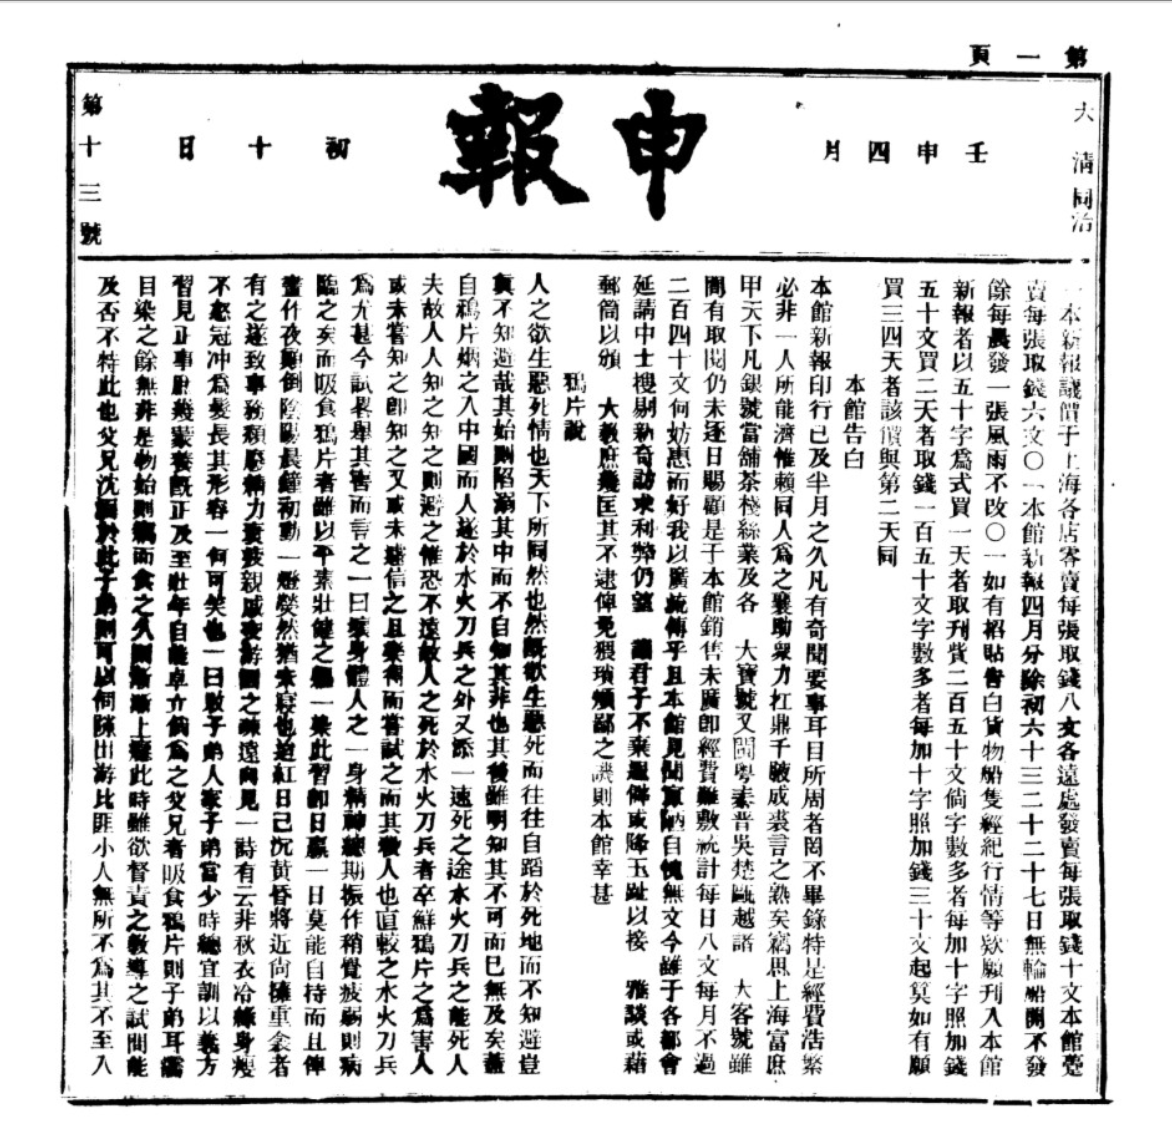 第一頁
大清同治
壬申四月
申報
初十日
第十三號
一本新報議價于上海各店零賣每張取錢八文各遠處發賣每張取錢十文本館躉
賣每張取錢六文〇一本館新報四月分除初六十三二十二十七日無輪船開不發
餘每晨發一張風雨不改〇一如有招貼告白貨物船隻經紀行情等欵願刊入本館
新報者以五十字爲式買一天者取刊貲二百五十文倘字數多者每加十字照加錢
五十文買二天者取錢一百五十文字數多者每加十字照加錢三十文起算如有願
買三四天者該價與第二天同
本館告白
本館新報印行已及半月之久凡有奇聞要事耳目所周者罔不畢錄特是經費浩繁
必非一人所能濟惟賴同人爲之襄助衆力扛鼎千腋成裘言之熟矣竊思上海富庶
甲天下凡銀號當舖茶棧絲業及各 大寶號又閩粤燕晋吳楚甌越諸 大客號雖
間有取閱仍未逐日賜顧是于本館銷售未廣即經費難敷統計每日八文每月不過
二百四十文何妨惠而好我以廣流傳乎且本館見聞寡陋自愧無文今雖于各都會
延請中士搜剔新奇訪求利弊仍望 諸君子不棄遐僻或降玉趾以接 雅談或藉
郵筒以頒 大教庶幾匡其不逮俾免猥瑣煩鄙之譏則本館幸甚
鴉片說
人之欲生惡死情也天下所同然也然既欲生惡死而往往自蹈於死地而不知避豈
眞不知避哉其始則陷溺其中而不自知其非也其後雖明知其不可而已無及矣蓋
自鴉片烟之入中國而人遂於水火刀兵之外又添一速死之途水火刀兵之能死人
夫故人人知之知之則避之惟恐不遠故人之死於水火刀兵者卒鮮鴉片之爲害人
或未嘗知之卽知之又或未遽信之且樂得而嘗試之而其殺人也直較之水火刀兵
爲尤甚今試畧舉其害而言之一曰壞身體人之一身精神總期振作稍覺疲弱則病
臨之矣而吸食鴉片者雖以平素壯健之軀一染此習卽日羸一日莫能自持而且俾
晝作夜顚倒陰陽晨鐘初動一燈熒然猶未寢也迨紅日已沉黄昏將近尙擁重衾者
有之遂致事務頽廢精力衰疲親戚交游因之疎遠向見一詩有云非秋衣冷緣身瘦
不怒冠冲爲髮長其形容一何可笑也一曰敗子弟人家子弟當少時總宜訓以義方
習見正事庶幾蒙養既正及至壯年自能卓立倘爲之父兄者吸食鴉片則子弟耳濡
目染之餘無非是物始則竊而食之久則漸漸上癮此時雖欲督責之教導之試問能
及否不特此也父兄沉溺於此子弟則可以伺隙出游比匪小人無所不爲其不至入